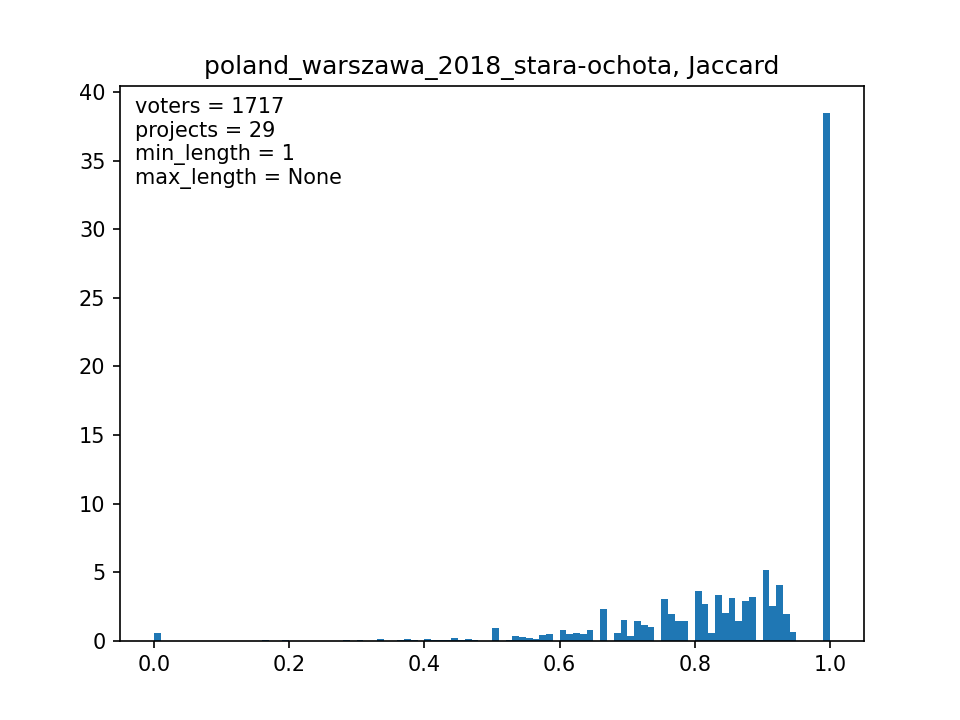 poland_warszawa_2018_stara-ochota, Jaccard
voters = 1717
projects = 29
min_length = 1
max_length = None
40
35
30
25
20
15
10
5
0
0.0 0.2 0.4 0.6 0.8 1.0